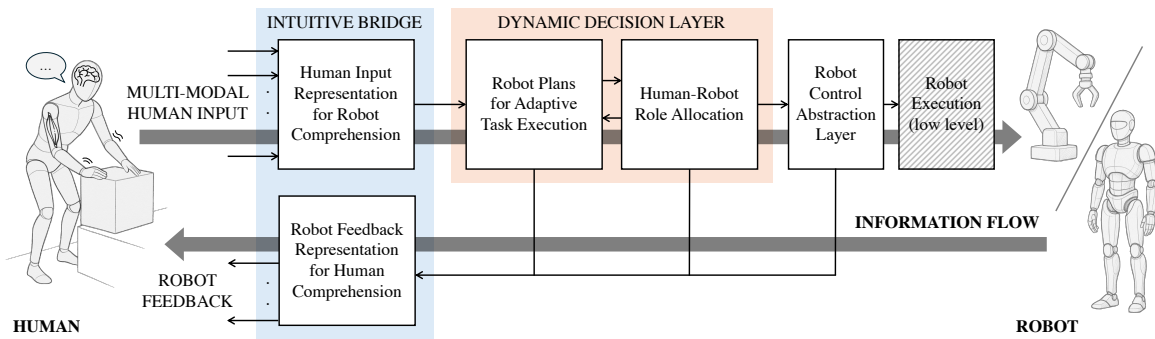 INTUITIVE BRIDGE
DYNAMIC DECISION LAYER
...
MULTI-MODAL
HUMAN INPUT
Human Input
Representation
for Robot
Comprehension
Robot Plans
for Adaptive
Task Execution
Human-Robot
Role Allocation
Robot
Control
Abstraction
Layer
Robot
Execution
(low level)
INFORMATION FLOW
Robot Feedback
Representation
for Human
Comprehension
ROBOT
FEEDBACK
HUMAN
ROBOT